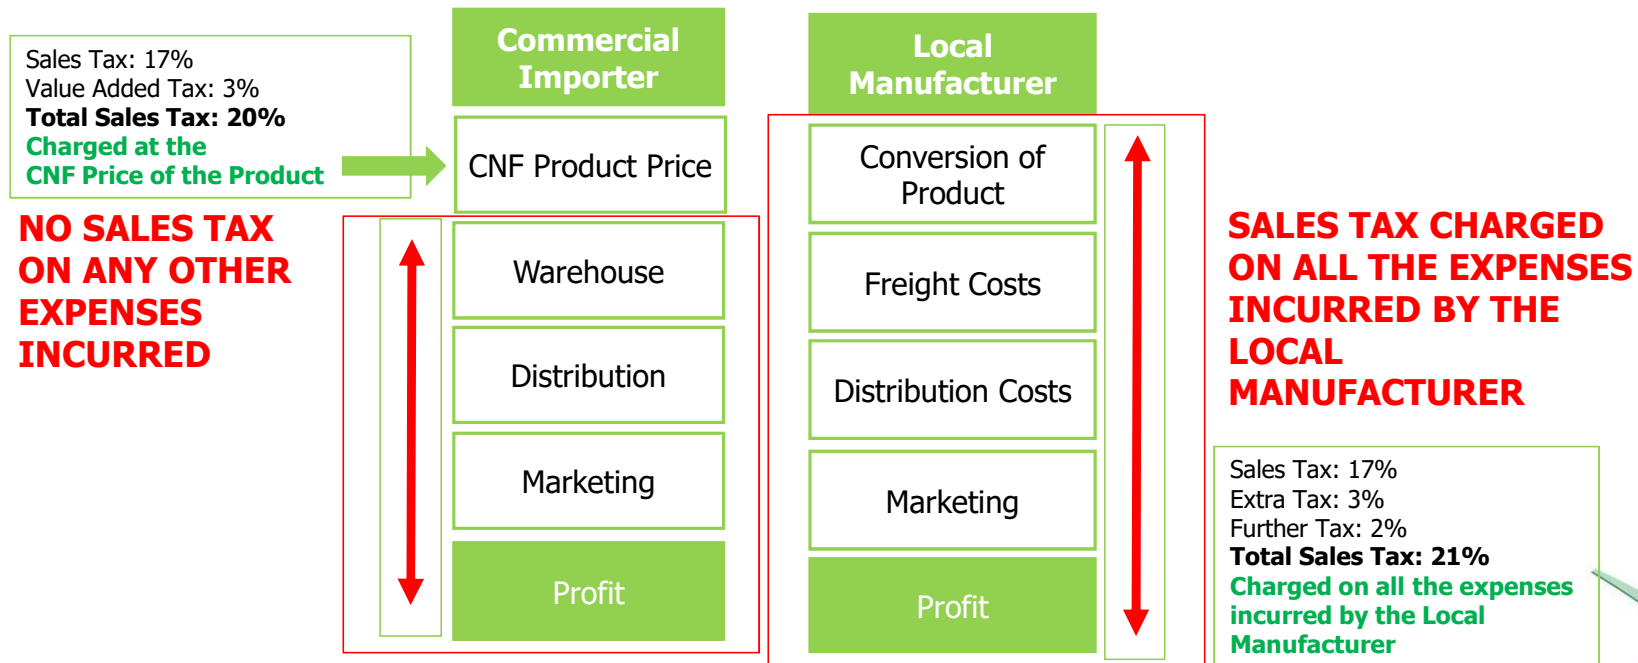 Sales Tax: 17%
Value Added Tax: 3%
Total Sales Tax: 20%
Charged at the
CNF Price of the Product
NO SALES TAX
ON ANY OTHER
EXPENSES
INCURRED
Commercial
Importer
CNF Product Price
Warehouse
Distribution
Marketing
Profit
Local
Manufacturer
Conversion of
Product
Freight Costs
Distribution Costs
Marketing
Profit
SALES TAX CHARGED
ON ALL THE EXPENSES
INCURRED BY THE
LOCAL
MANUFACTURER
Sales Tax: 17%
Extra Tax: 3%
Further Tax: 2%
Total Sales Tax: 21%
Charged on all the expenses
incurred by the Local
Manufacturer